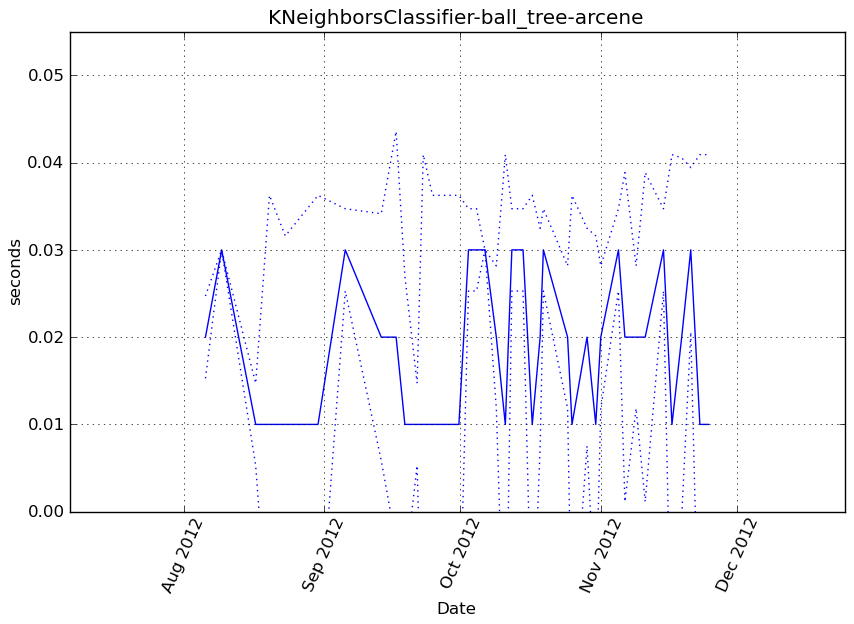 KNeighborsClassifier-ball_tree-arcene
seconds
0.05
0.04
0.03
0.02
0.01
0.00
Aug 2012
Sep 2012
Oct 2012
Nov 2012
Dec 2012
Date